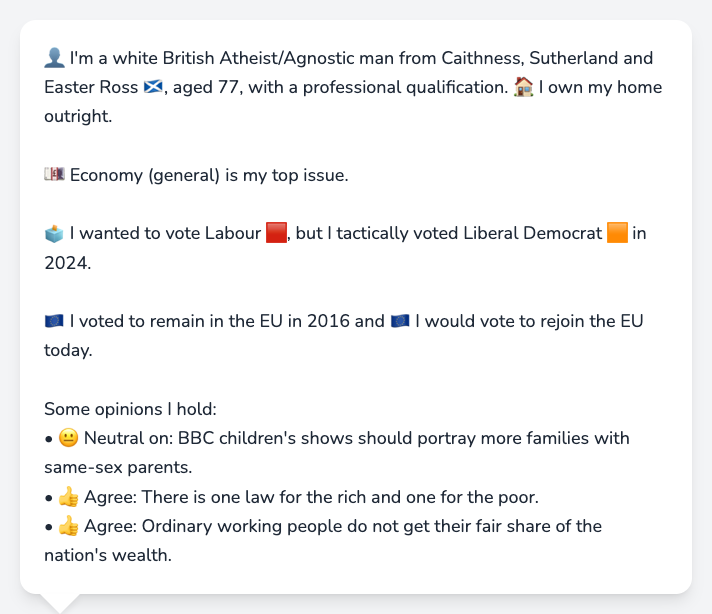 👤 I'm a white British Atheist/Agnostic man from Caithness, Sutherland and
Easter Ross 🏴󠁧󠁢󠁳󠁣󠁴󠁿, aged 77, with a professional qualification. 🏠 I own my home
outright.
💷 Economy (general) is my top issue.
🗳️ I wanted to vote Labour 🟥, but I tactically voted Liberal Democrat 🟧 in
2024.
🇪🇺 I voted to remain in the EU in 2016 and 🇪🇺 I would vote to rejoin the EU
today.
Some opinions I hold:
• 😐 Neutral on: BBC children's shows should portray more families with
same-sex parents.
• 👍 Agree: There is one law for the rich and one for the poor.
• 👍 Agree: Ordinary working people do not get their fair share of the
nation's wealth.